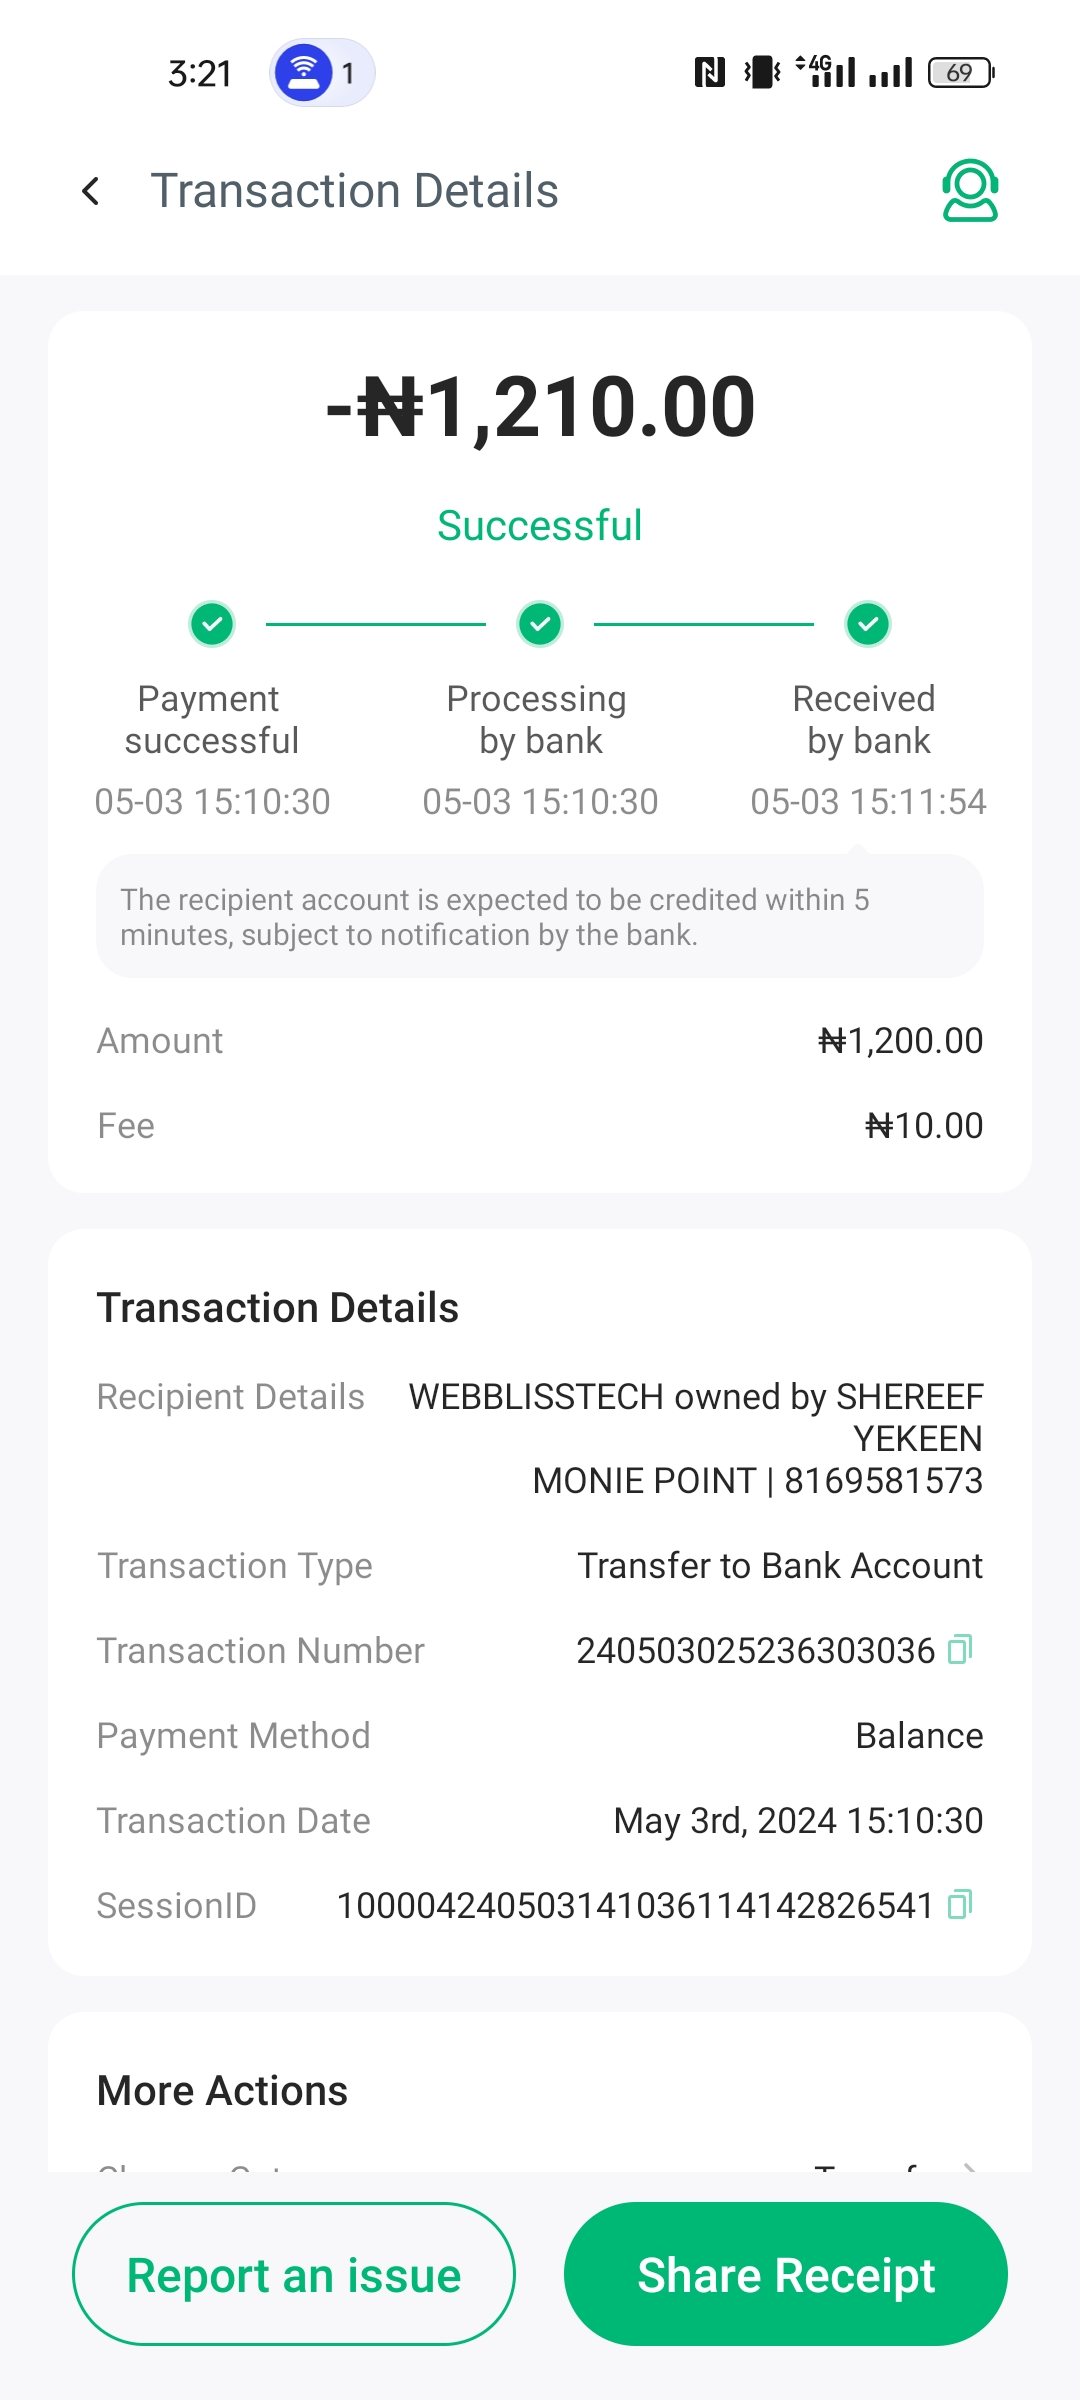 3:21
1
4G
69
Transaction Details
-₦1,210.00
Successful
Payment successful
Processing by bank
Received by bank
05-03 15:10:30
05-03 15:10:30
05-03 15:11:54
The recipient account is expected to be credited within 5
minutes, subject to notification by the bank.
Amount ₦1,200.00
Fee ₦10.00
Transaction Details
Recipient Details WEBBLISSTECH owned by SHEREEF
YEKEEN
MONIE POINT | 8169581573
Transaction Type Transfer to Bank Account
Transaction Number 240503025236303036
Payment Method Balance
Transaction Date May 3rd, 2024 15:10:30
SessionID 100004240503141036114142826541
More Actions
Report an issue
Share Receipt